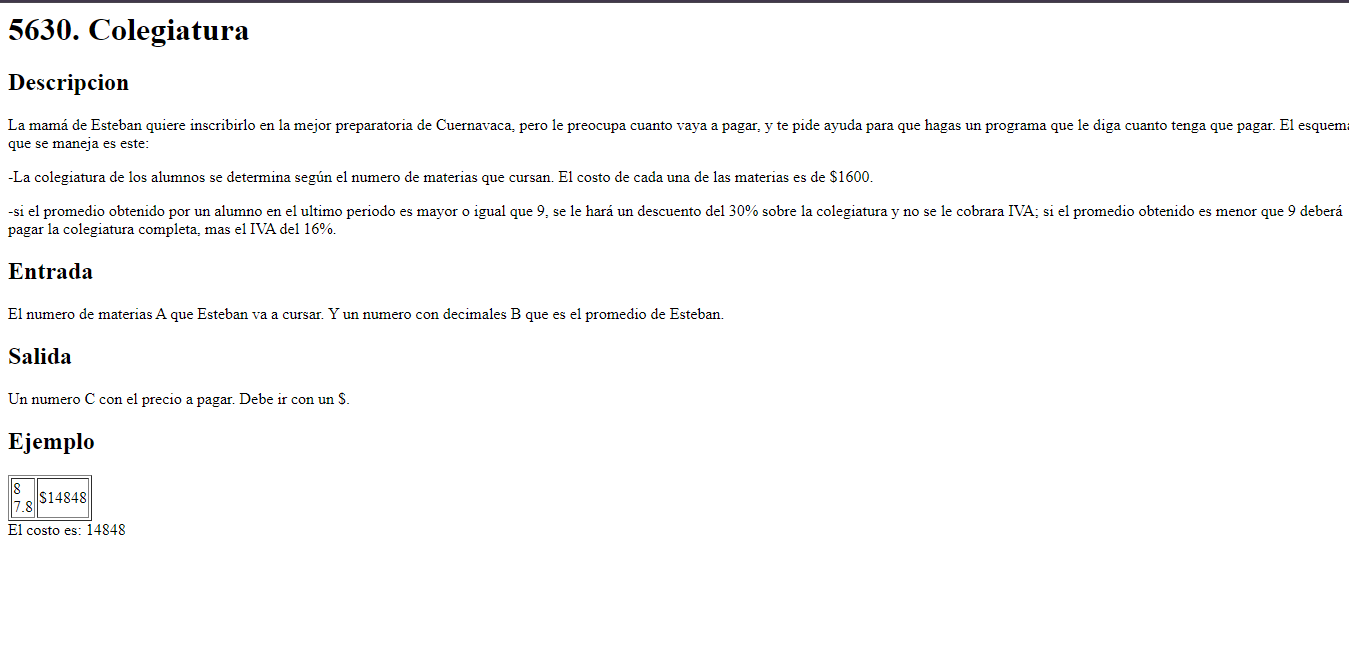 5630. Colegiatura
Descripcion
La mamá de Esteban quiere inscribirlo en la mejor preparatoria de Cuernavaca, pero le preocupa cuanto vaya a pagar, y te pide ayuda para que hagas un programa que le diga cuanto tenga que pagar. El esquema
que se maneja es este:
-La colegiatura de los alumnos se determina según el numero de materias que cursan. El costo de cada una de las materias es de $1600.
-si el promedio obtenido por un alumno en el ultimo periodo es mayor o igual que 9, se le hará un descuento del 30% sobre la colegiatura y no se le cobrara IVA; si el promedio obtenido es menor que 9 deberá
pagar la colegiatura completa, mas el IVA del 16%.
Entrada
El numero de materias A que Esteban va a cursar. Y un numero con decimales B que es el promedio de Esteban.
Salida
Un numero C con el precio a pagar. Debe ir con un $.
Ejemplo
8
7.8
$14848
El costo es: 14848